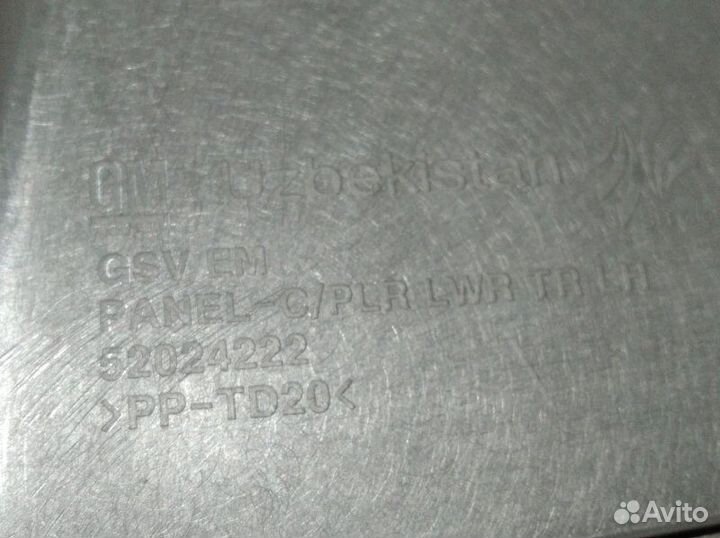 GM Uzbekistan
GSV EM
PANEL-C/PLR LWR TR LH
52024222
>PP-TD20<
Avito